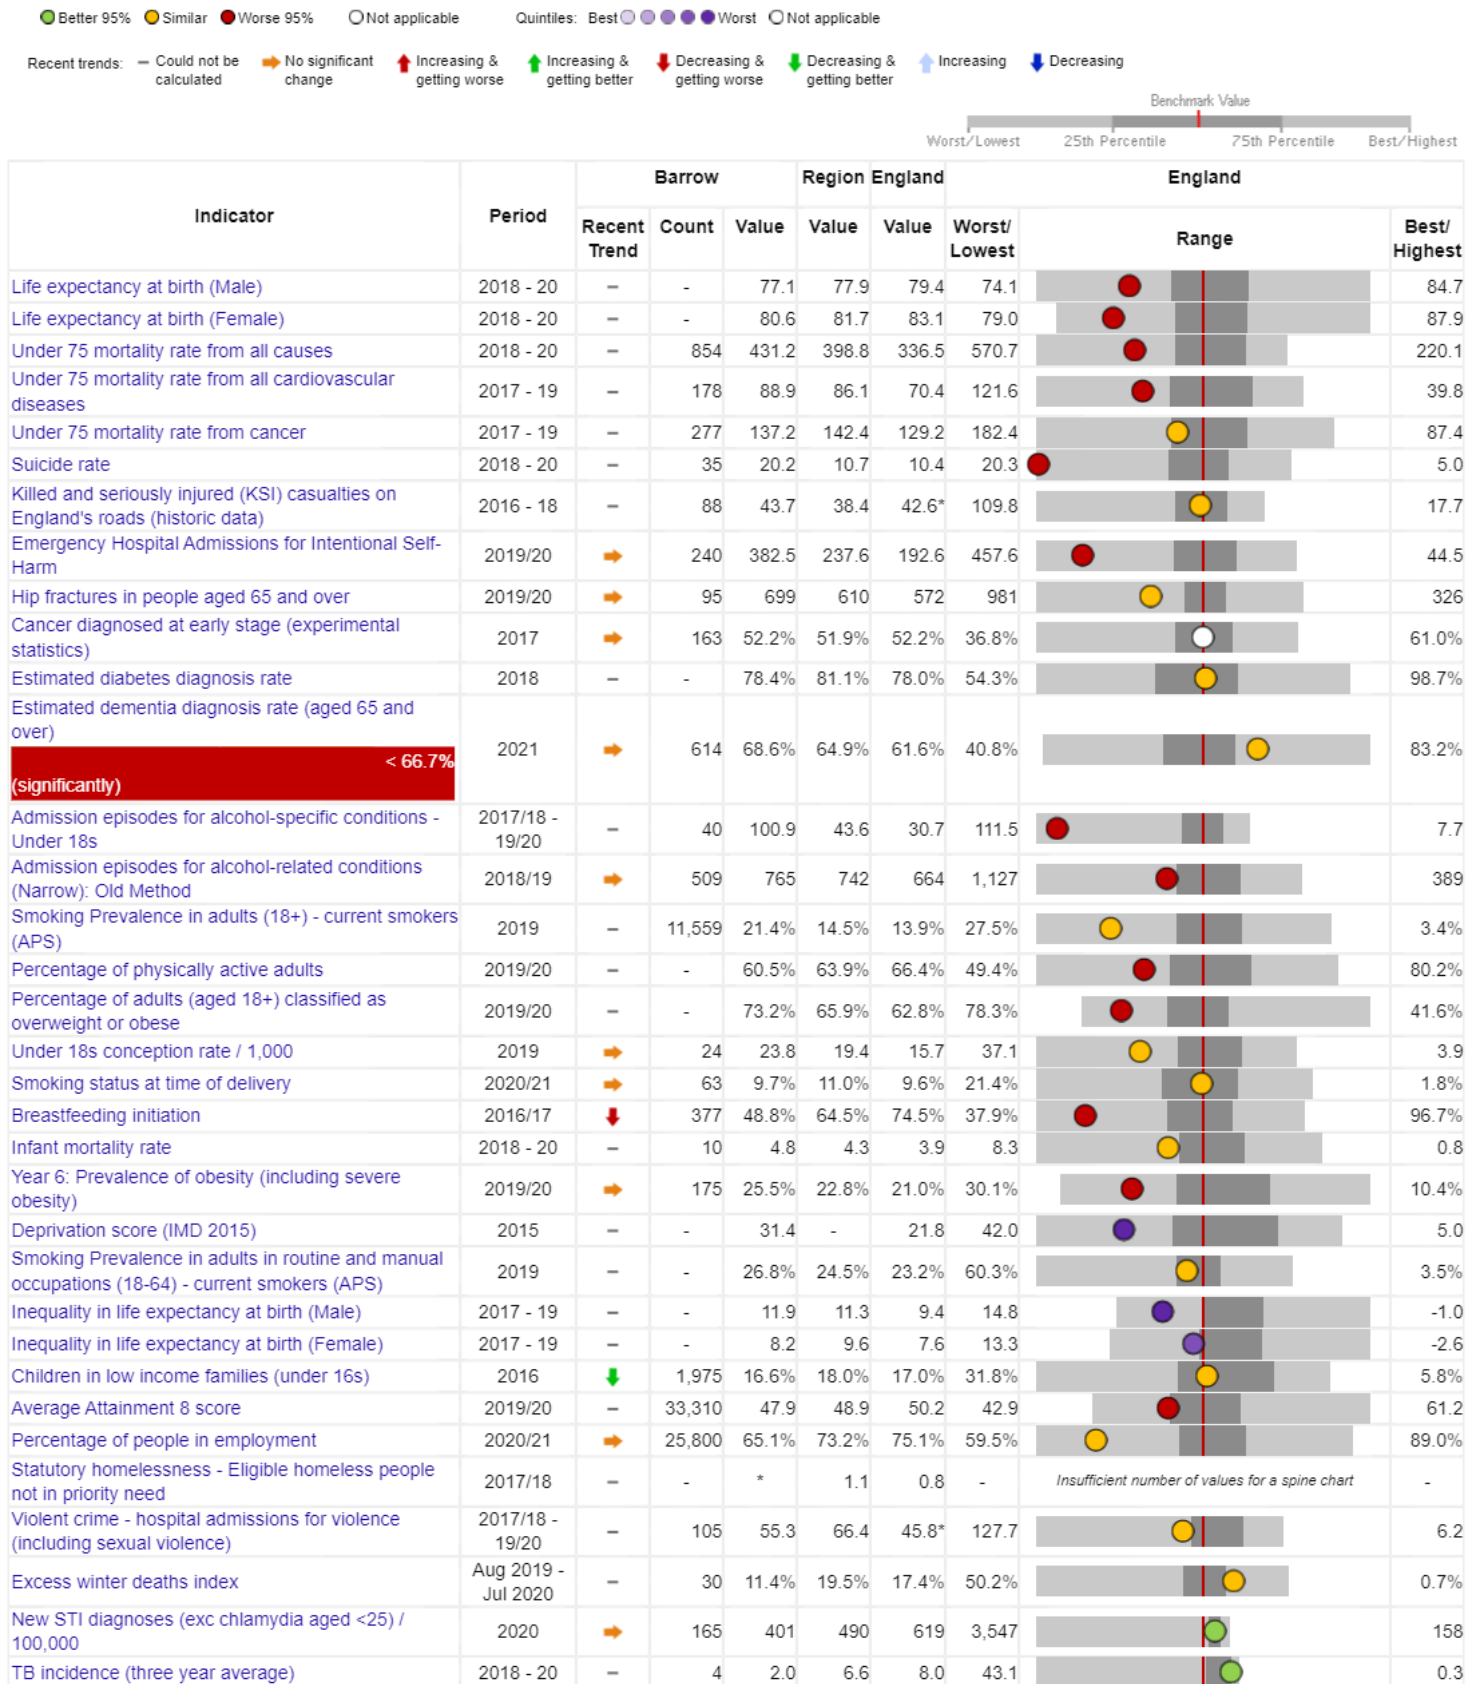 Better 95% Similar Worse 95% Not applicable Quintiles: Best Worst Not applicable
Recent trends: – Could not be calculated No significant change Increasing & getting worse Increasing & getting better Decreasing & getting worse Decreasing & getting better Increasing Decreasing
Benchmark Value
Worst/Lowest 25th Percentile 75th Percentile Best/Highest
Barrow Region England England
Indicator Period Recent Trend Count Value Value Value Worst/ Lowest Range Best/ Highest
Life expectancy at birth (Male) 2018 - 20 – - 77.1 77.9 79.4 74.1 84.7
Life expectancy at birth (Female) 2018 - 20 – - 80.6 81.7 83.1 79.0 87.9
Under 75 mortality rate from all causes 2018 - 20 – 854 431.2 398.8 336.5 570.7 220.1
Under 75 mortality rate from all cardiovascular
diseases 2017 - 19 – 178 88.9 86.1 70.4 121.6 39.8
Under 75 mortality rate from cancer 2017 - 19 – 277 137.2 142.4 129.2 182.4 87.4
Suicide rate 2018 - 20 – 35 20.2 10.7 10.4 20.3 5.0
Killed and seriously injured (KSI) casualties on
England's roads (historic data) 2016 - 18 – 88 43.7 38.4 42.6* 109.8 17.7
Emergency Hospital Admissions for Intentional Self-
Harm 2019/20 240 382.5 237.6 192.6 457.6 44.5
Hip fractures in people aged 65 and over 2019/20 95 699 610 572 981 326
Cancer diagnosed at early stage (experimental
statistics) 2017 163 52.2% 51.9% 52.2% 36.8% 61.0%
Estimated diabetes diagnosis rate 2018 – - 78.4% 81.1% 78.0% 54.3% 98.7%
Estimated dementia diagnosis rate (aged 65 and
over) 2021 614 68.6% 64.9% 61.6% 40.8% 83.2%
< 66.7%
(significantly)
Admission episodes for alcohol-specific conditions -
Under 18s 2017/18 - 19/20 – 40 100.9 43.6 30.7 111.5 7.7
Admission episodes for alcohol-related conditions
(Narrow): Old Method 2018/19 509 765 742 664 1,127 389
Smoking Prevalence in adults (18+) - current smokers
(APS) 2019 – 11,559 21.4% 14.5% 13.9% 27.5% 3.4%
Percentage of physically active adults 2019/20 – - 60.5% 63.9% 66.4% 49.4% 80.2%
Percentage of adults (aged 18+) classified as
overweight or obese 2019/20 – - 73.2% 65.9% 62.8% 78.3% 41.6%
Under 18s conception rate / 1,000 2019 24 23.8 19.4 15.7 37.1 3.9
Smoking status at time of delivery 2020/21 63 9.7% 11.0% 9.6% 21.4% 1.8%
Breastfeeding initiation 2016/17 377 48.8% 64.5% 74.5% 37.9% 96.7%
Infant mortality rate 2018 - 20 – 10 4.8 4.3 3.9 8.3 0.8
Year 6: Prevalence of obesity (including severe
obesity) 2019/20 175 25.5% 22.8% 21.0% 30.1% 10.4%
Deprivation score (IMD 2015) 2015 – - 31.4 - 21.8 42.0 5.0
Smoking Prevalence in adults in routine and manual
occupations (18-64) - current smokers (APS) 2019 – - 26.8% 24.5% 23.2% 60.3% 3.5%
Inequality in life expectancy at birth (Male) 2017 - 19 – - 11.9 11.3 9.4 14.8 -1.0
Inequality in life expectancy at birth (Female) 2017 - 19 – - 8.2 9.6 7.6 13.3 -2.6
Children in low income families (under 16s) 2016 1,975 16.6% 18.0% 17.0% 31.8% 5.8%
Average Attainment 8 score 2019/20 – 33,310 47.9 48.9 50.2 42.9 61.2
Percentage of people in employment 2020/21 25,800 65.1% 73.2% 75.1% 59.5% 89.0%
Statutory homelessness - Eligible homeless people
not in priority need 2017/18 – - * 1.1 0.8 - Insufficient number of values for a spine chart -
Violent crime - hospital admissions for violence
(including sexual violence) 2017/18 - 19/20 – 105 55.3 66.4 45.8* 127.7 6.2
Excess winter deaths index Aug 2019 - Jul 2020 – 30 11.4% 19.5% 17.4% 50.2% 0.7%
New STI diagnoses (exc chlamydia aged <25) /
100,000 2020 165 401 490 619 3,547 158
TB incidence (three year average) 2018 - 20 – 4 2.0 6.6 8.0 43.1 0.3